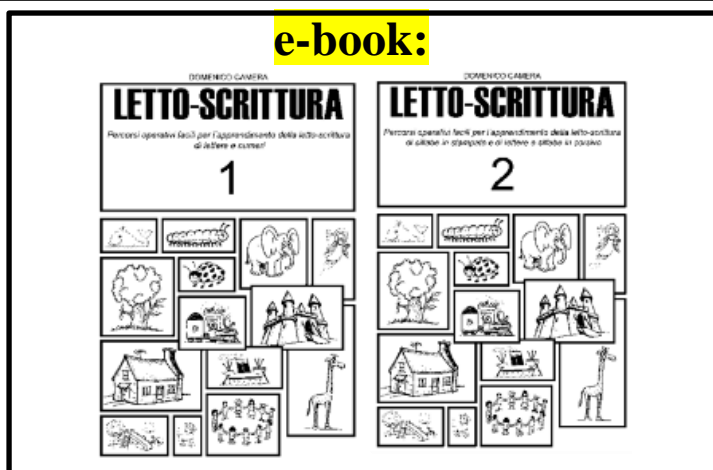 e-book:
DOMENICO CAMERA
LETTO-SCRITTURA
Percorsi operativi facili per l'apprendimento della letto-scrittura
di lettere e numeri
1
DOMENICO CAMERA
LETTO-SCRITTURA
Percorsi operativi facili per l'apprendimento della letto-scrittura
di sillabe in stampato e di lettere e sillabe in corsivo
2